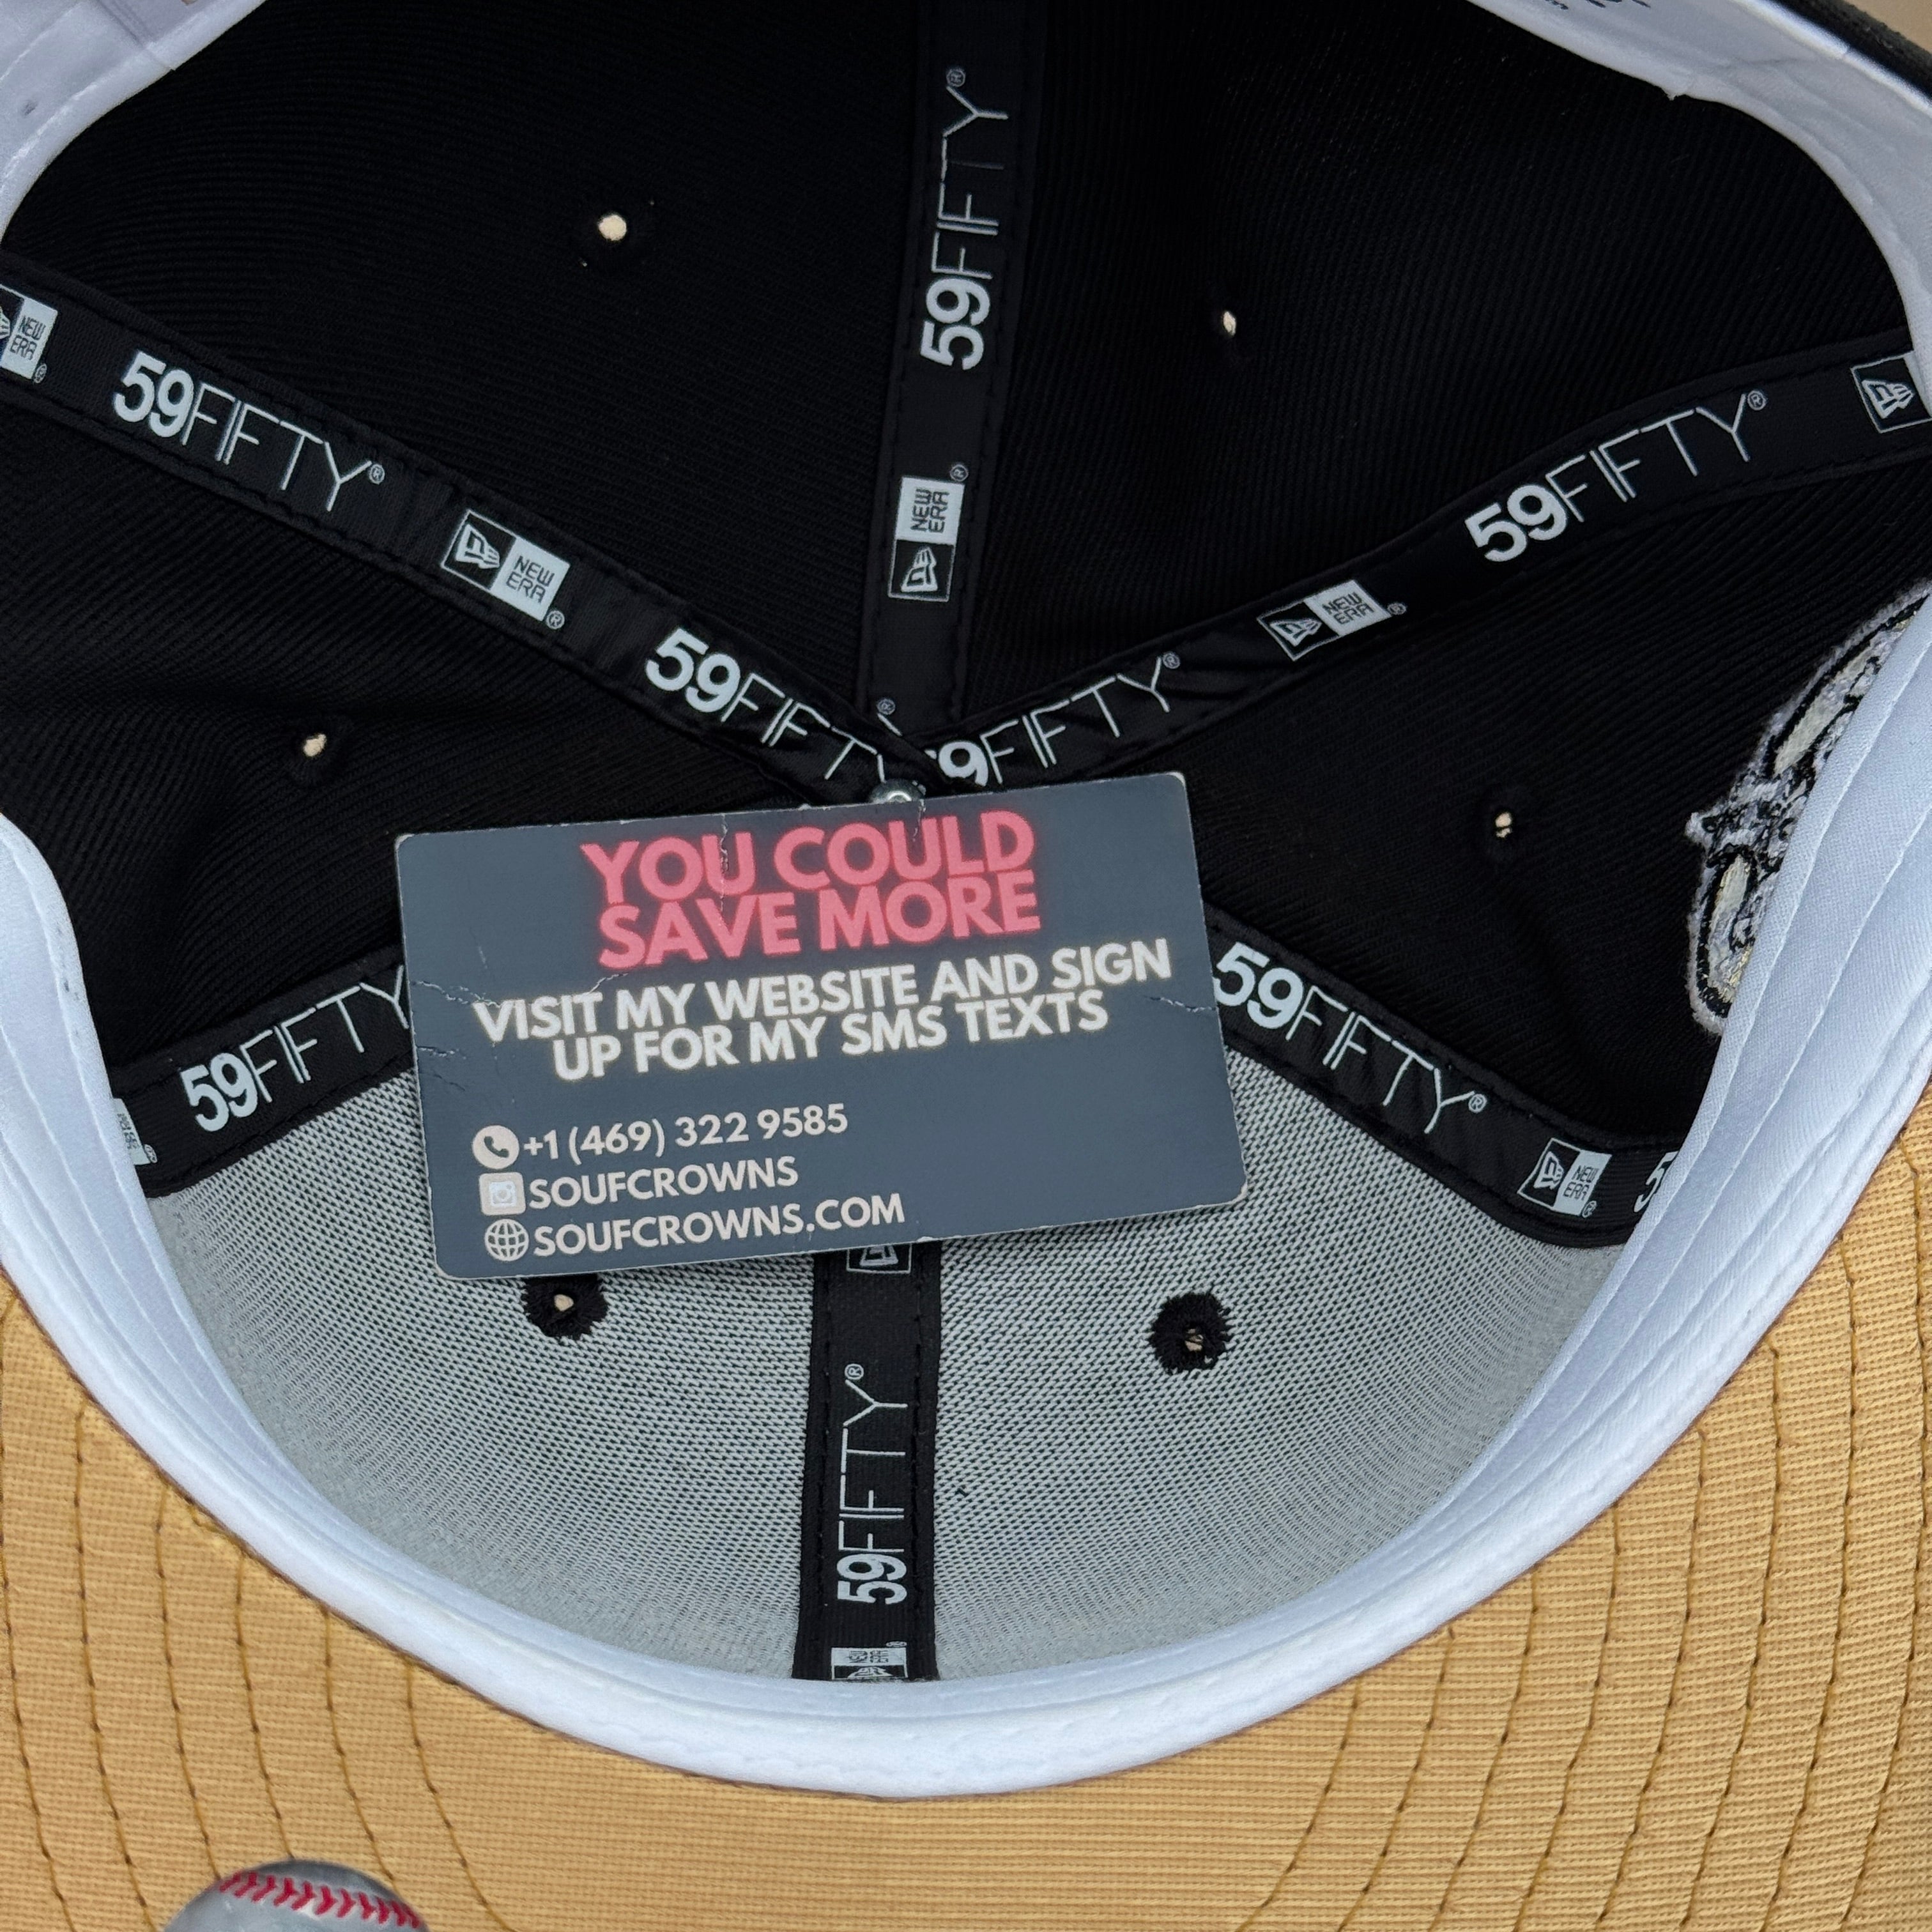 59FIFTY®
NEW ERA®
59FIFTY®
NEW ERA®
59FIFTY®
NEW ERA®
59FIFTY®
NEW ERA®
59FIFTY
59FIFTY®
YOU COULD
SAVE MORE
VISIT MY WEBSITE AND SIGN
UP FOR MY SMS TEXTS
+1 (469) 322 9585
SOUFCROWNS
SOUFCROWNS.COM
59FIFTY
59FIFTY®
NEW ERA®
59FIFTY®